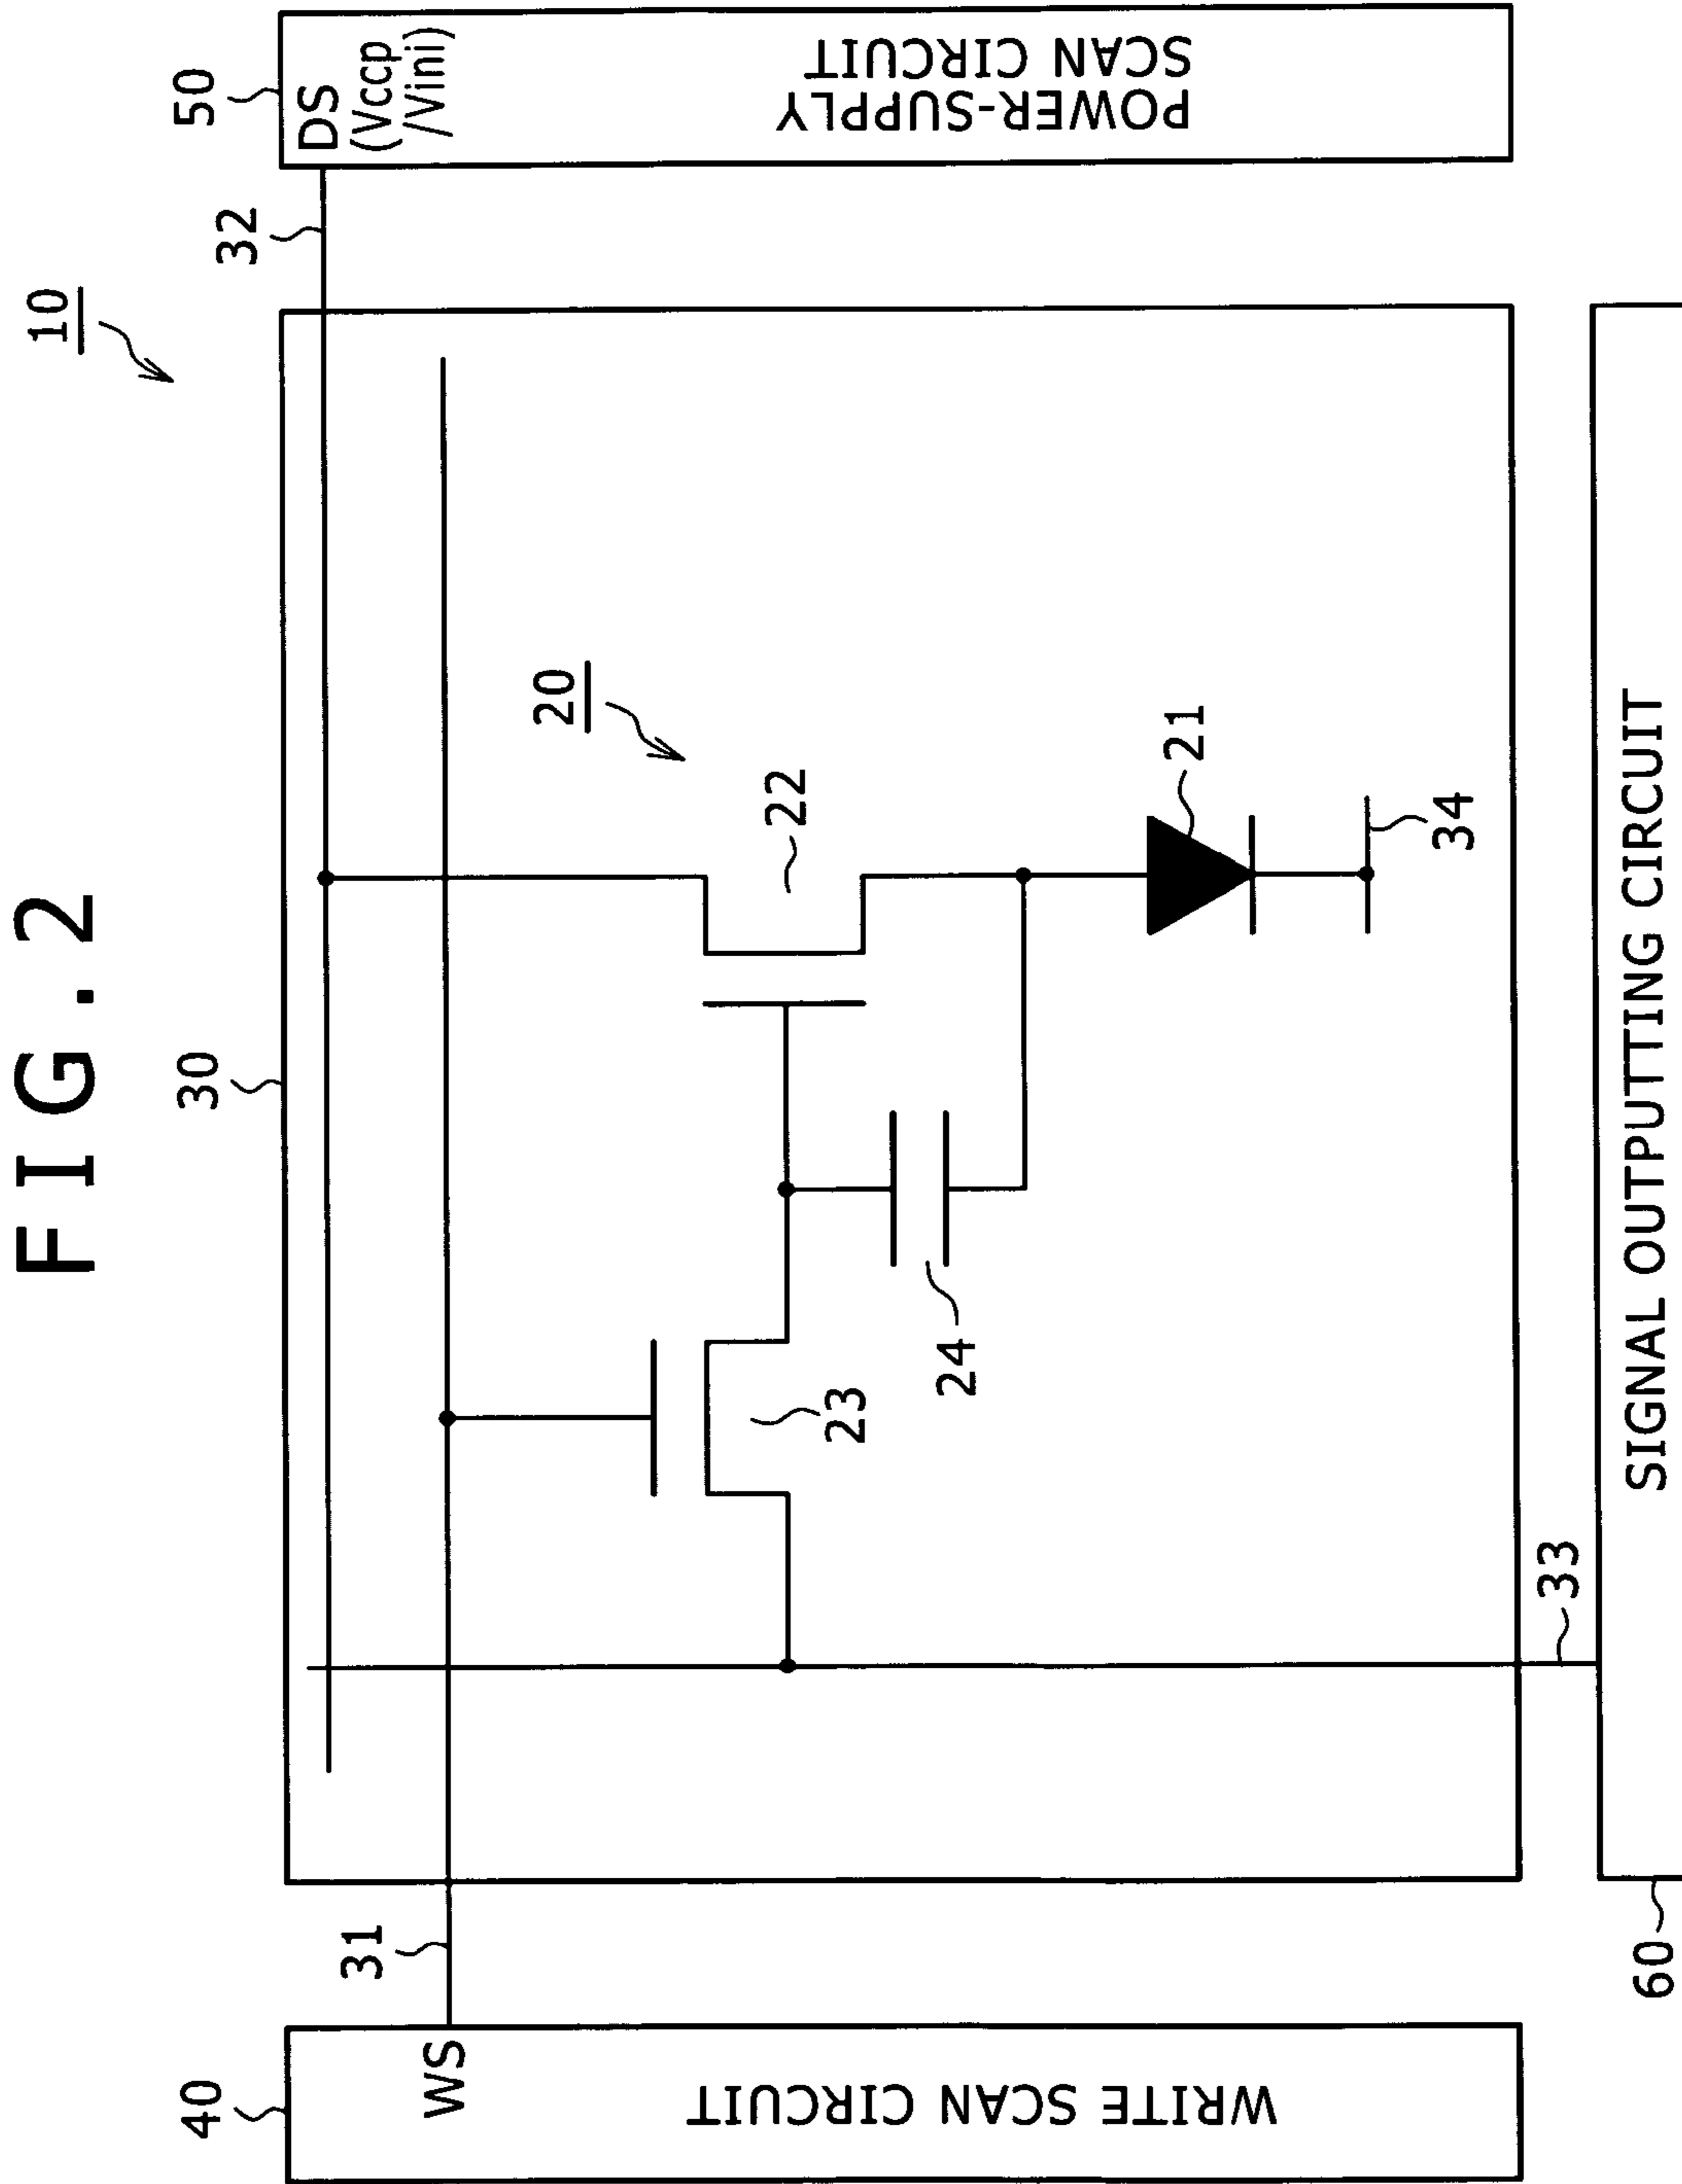 FIG.2
10
30
32
50
40
31
DS
(Vccp
/Vini)
WS
20
22
23
24
21
34
WRITE SCAN CIRCUIT
POWER-SUPPLY
SCAN CIRCUIT
33
60
SIGNAL OUTPUTTING CIRCUIT